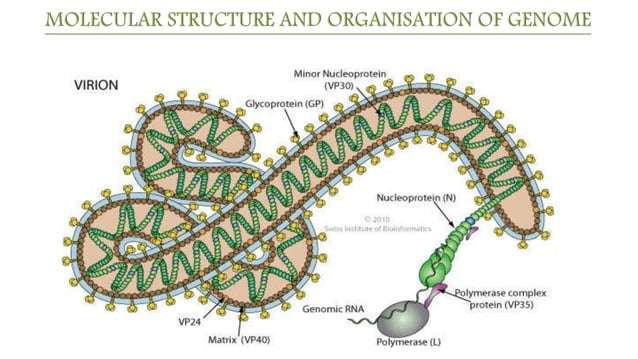 MOLECULAR STRUCTURE AND ORGANISATION OF GENOME
VIRION
Minor Nucleoprotein
(VP30)
Glycoprotein (GP)
Nucleoprotein (N)
© 2010
Swiss Institute of Bioinformatics
Polymerase complex
protein (VP35)
Genomic RNA
VP24
Matrix (VP40)
Polymerase (L)